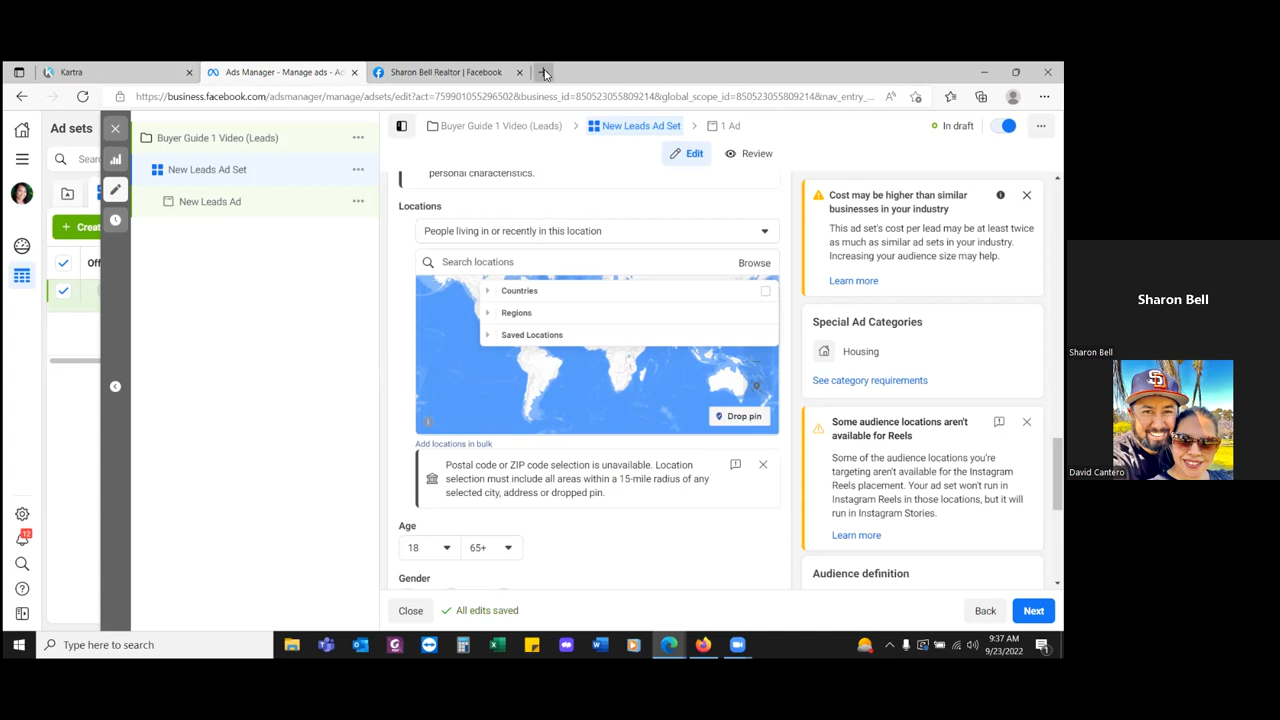 Kartra
Ads Manager - Manage ads - Ad
Sharon Bell Realtor | Facebook
https://business.facebook.com/adsmanager/manage/adsets/edit?act=759901055296502&business_id=850523055809214&global_scope_id=850523055809214&nav_entry_...
Ad sets
Buyer Guide 1 Video (Leads)
New Leads Ad Set
1 Ad
In draft
Buyer Guide 1 Video (Leads)
Edit
Review
Sear
New Leads Ad Set
personal characteristics.
New Leads Ad
Cost may be higher than similar
businesses in your industry
This ad set's cost per lead may be at least twice
as much as similar ad sets in your industry.
Increasing your audience size may help.
Learn more
Locations
People living in or recently in this location
+ Creat
Off
Search locations
Browse
Countries
Regions
Saved Locations
Drop pin
Add locations in bulk
Postal code or ZIP code selection is unavailable. Location
selection must include all areas within a 15-mile radius of any
selected city, address or dropped pin.
Age
18
65+
Gender
Special Ad Categories
Housing
See category requirements
Some audience locations aren't
available for Reels
Some of the audience locations you're
targeting aren't available for the Instagram
Reels placement. Your ad set won't run in
Instagram Reels in those locations, but it will
run in Instagram Stories.
Learn more
Audience definition
12
Close
All edits saved
Back
Next
Type here to search
9:37 AM
9/23/2022
1
Sharon Bell
Sharon Bell
David Cantero